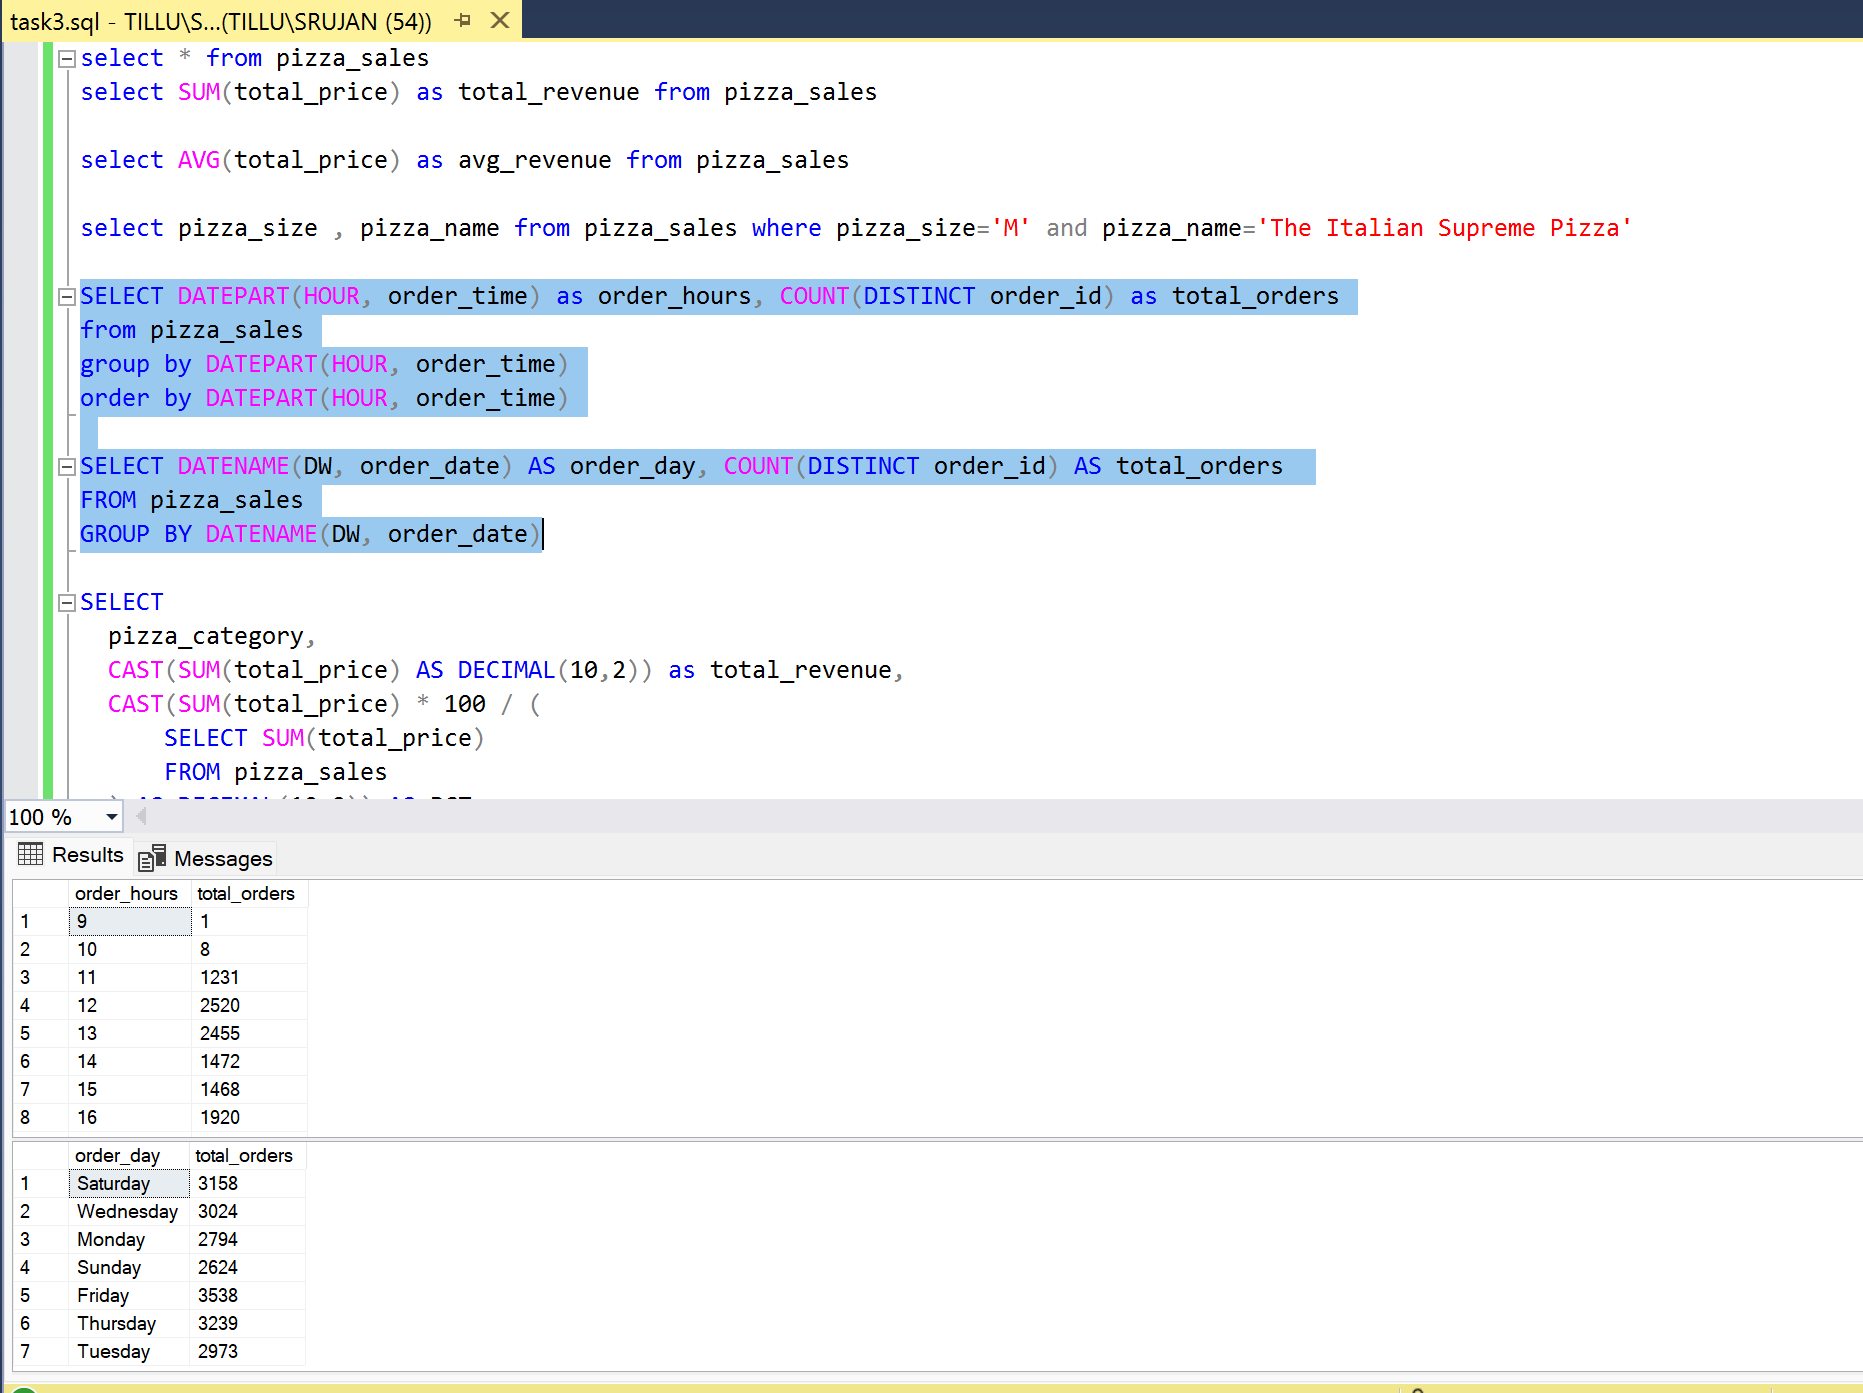 task3.sql - TILLU\S...(TILLU\SRUJAN (54))
select * from pizza_sales
select SUM(total_price) as total_revenue from pizza_sales
select AVG(total_price) as avg_revenue from pizza_sales
select pizza_size , pizza_name from pizza_sales where pizza_size='M' and pizza_name='The Italian Supreme Pizza'
SELECT DATEPART(HOUR, order_time) as order_hours, COUNT(DISTINCT order_id) as total_orders
from pizza_sales
group by DATEPART(HOUR, order_time)
order by DATEPART(HOUR, order_time)
SELECT DATENAME(DW, order_date) AS order_day, COUNT(DISTINCT order_id) AS total_orders
FROM pizza_sales
GROUP BY DATENAME(DW, order_date)
SELECT
pizza_category,
CAST(SUM(total_price) AS DECIMAL(10,2)) as total_revenue,
CAST(SUM(total_price) * 100 / (
SELECT SUM(total_price)
FROM pizza_sales
100 %
Results Messages
order_hours total_orders
1 9 1
2 10 8
3 11 1231
4 12 2520
5 13 2455
6 14 1472
7 15 1468
8 16 1920
order_day total_orders
1 Saturday 3158
2 Wednesday 3024
3 Monday 2794
4 Sunday 2624
5 Friday 3538
6 Thursday 3239
7 Tuesday 2973